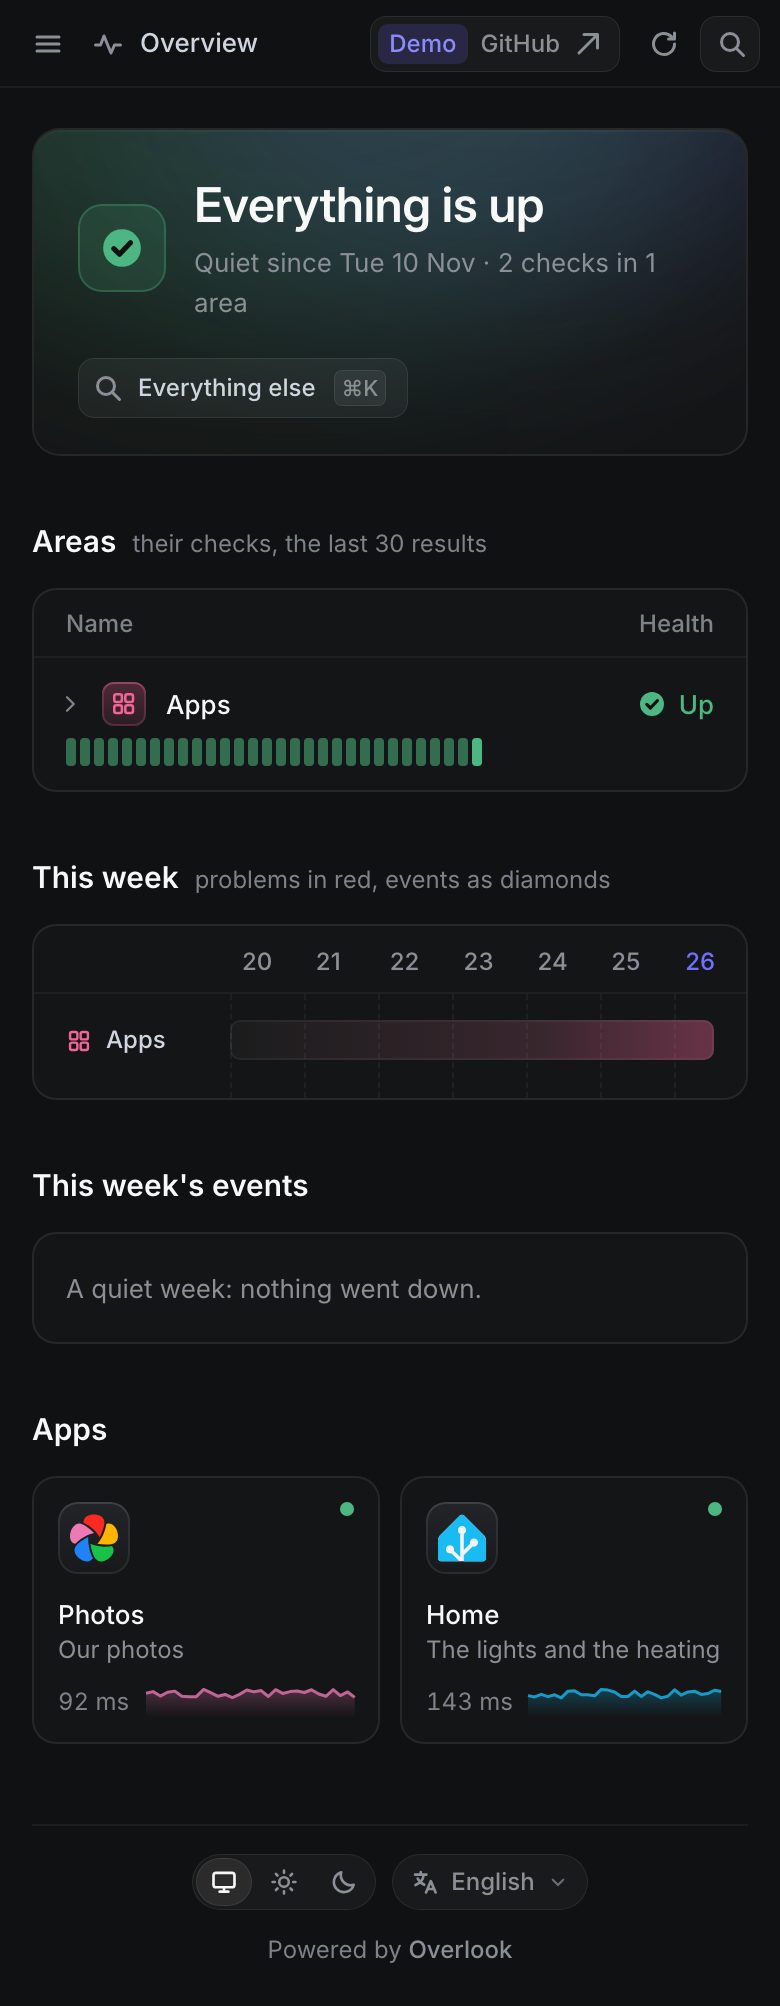 Overview
Demo GitHub
Everything is up
Quiet since Tue 10 Nov · 2 checks in 1
area
Everything else ⌘K
Areas their checks, the last 30 results
Name Health
Apps Up
This week problems in red, events as diamonds
20 21 22 23 24 25 26
Apps
This week's events
A quiet week: nothing went down.
Apps
Photos
Our photos
92 ms
Home
The lights and the heating
143 ms
English
Powered by Overlook